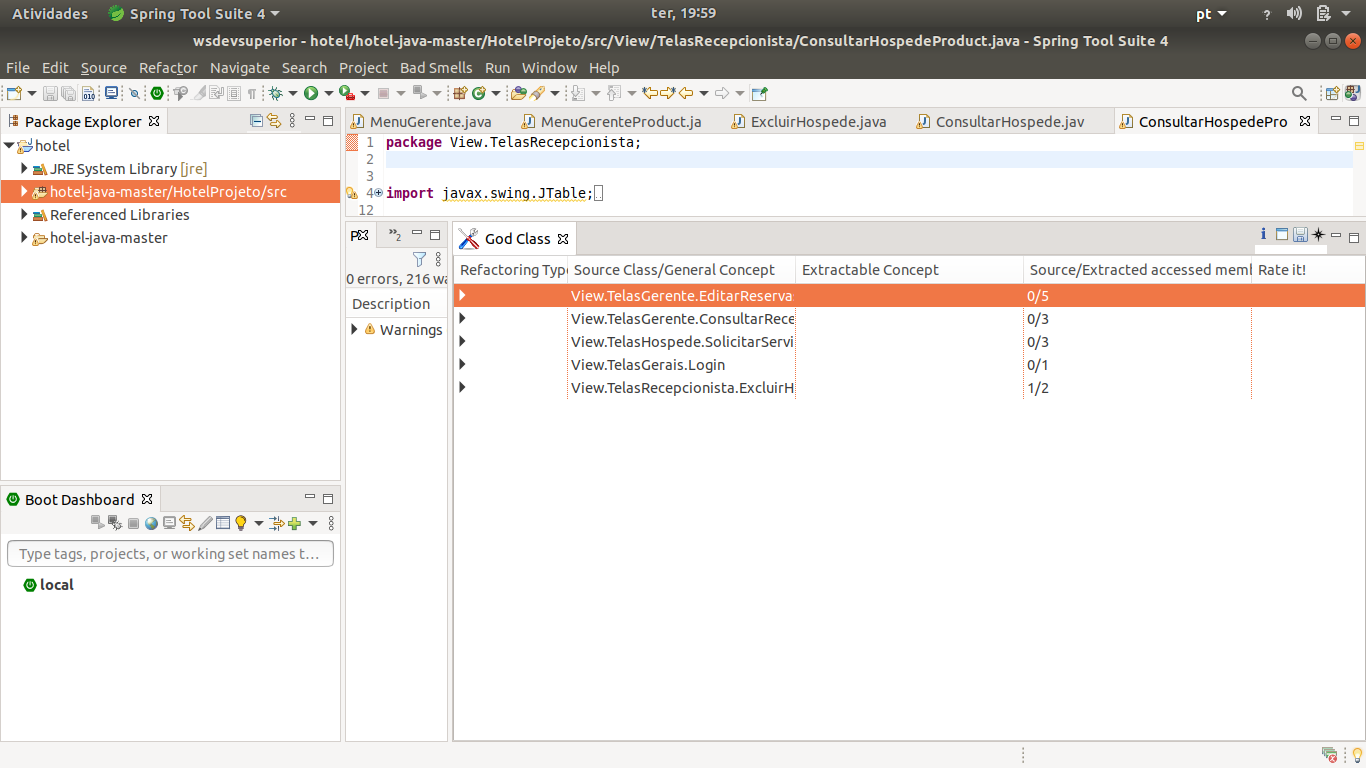 Atividades Spring Tool Suite 4 ter, 19:59 pt ?
wsdevsuperior - hotel/hotel-java-master/HotelProjeto/src/View/TelasRecepcionista/ConsultarHospedeProduct.java - Spring Tool Suite 4
File Edit Source Refactor Navigate Search Project Bad Smells Run Window Help
Package Explorer
hotel
JRE System Library [jre]
hotel-java-master/HotelProjeto/src
Referenced Libraries
hotel-java-master
MenuGerente.java MenuGerenteProduct.ja ExcluirHospede.java ConsultarHospede.jav ConsultarHospedePro
1 package View.TelasRecepcionista;
2
3
4 import javax.swing.JTable;
12
»2
0 errors, 216 wa
Description
Warnings
God Class
Refactoring Type Source Class/General Concept Extractable Concept Source/Extracted accessed memb Rate it!
View.TelasGerente.EditarReserva 0/5
View.TelasGerente.ConsultarRece 0/3
View.TelasHospede.SolicitarServi 0/3
View.TelasGerais.Login 0/1
View.TelasRecepcionista.ExcluirH 1/2
Boot Dashboard
Type tags, projects, or working set names t...
local